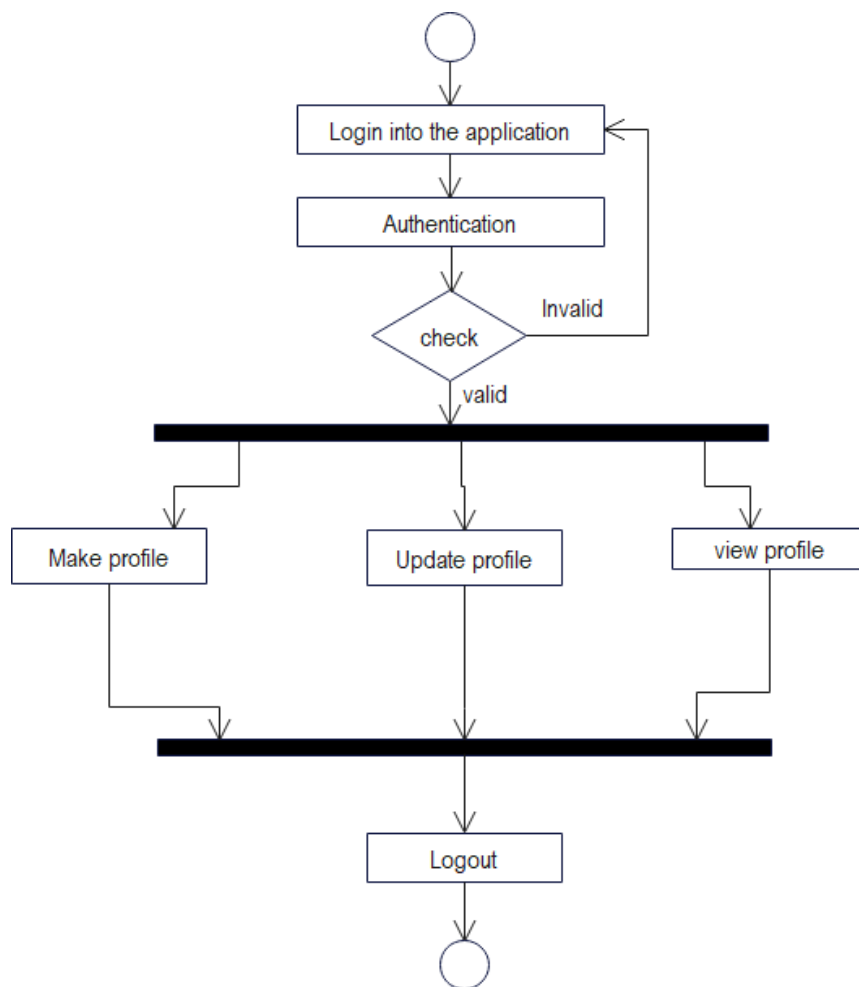 Login into the application
Authentication
Invalid
check
valid
Make profile
Update profile
view profile
Logout